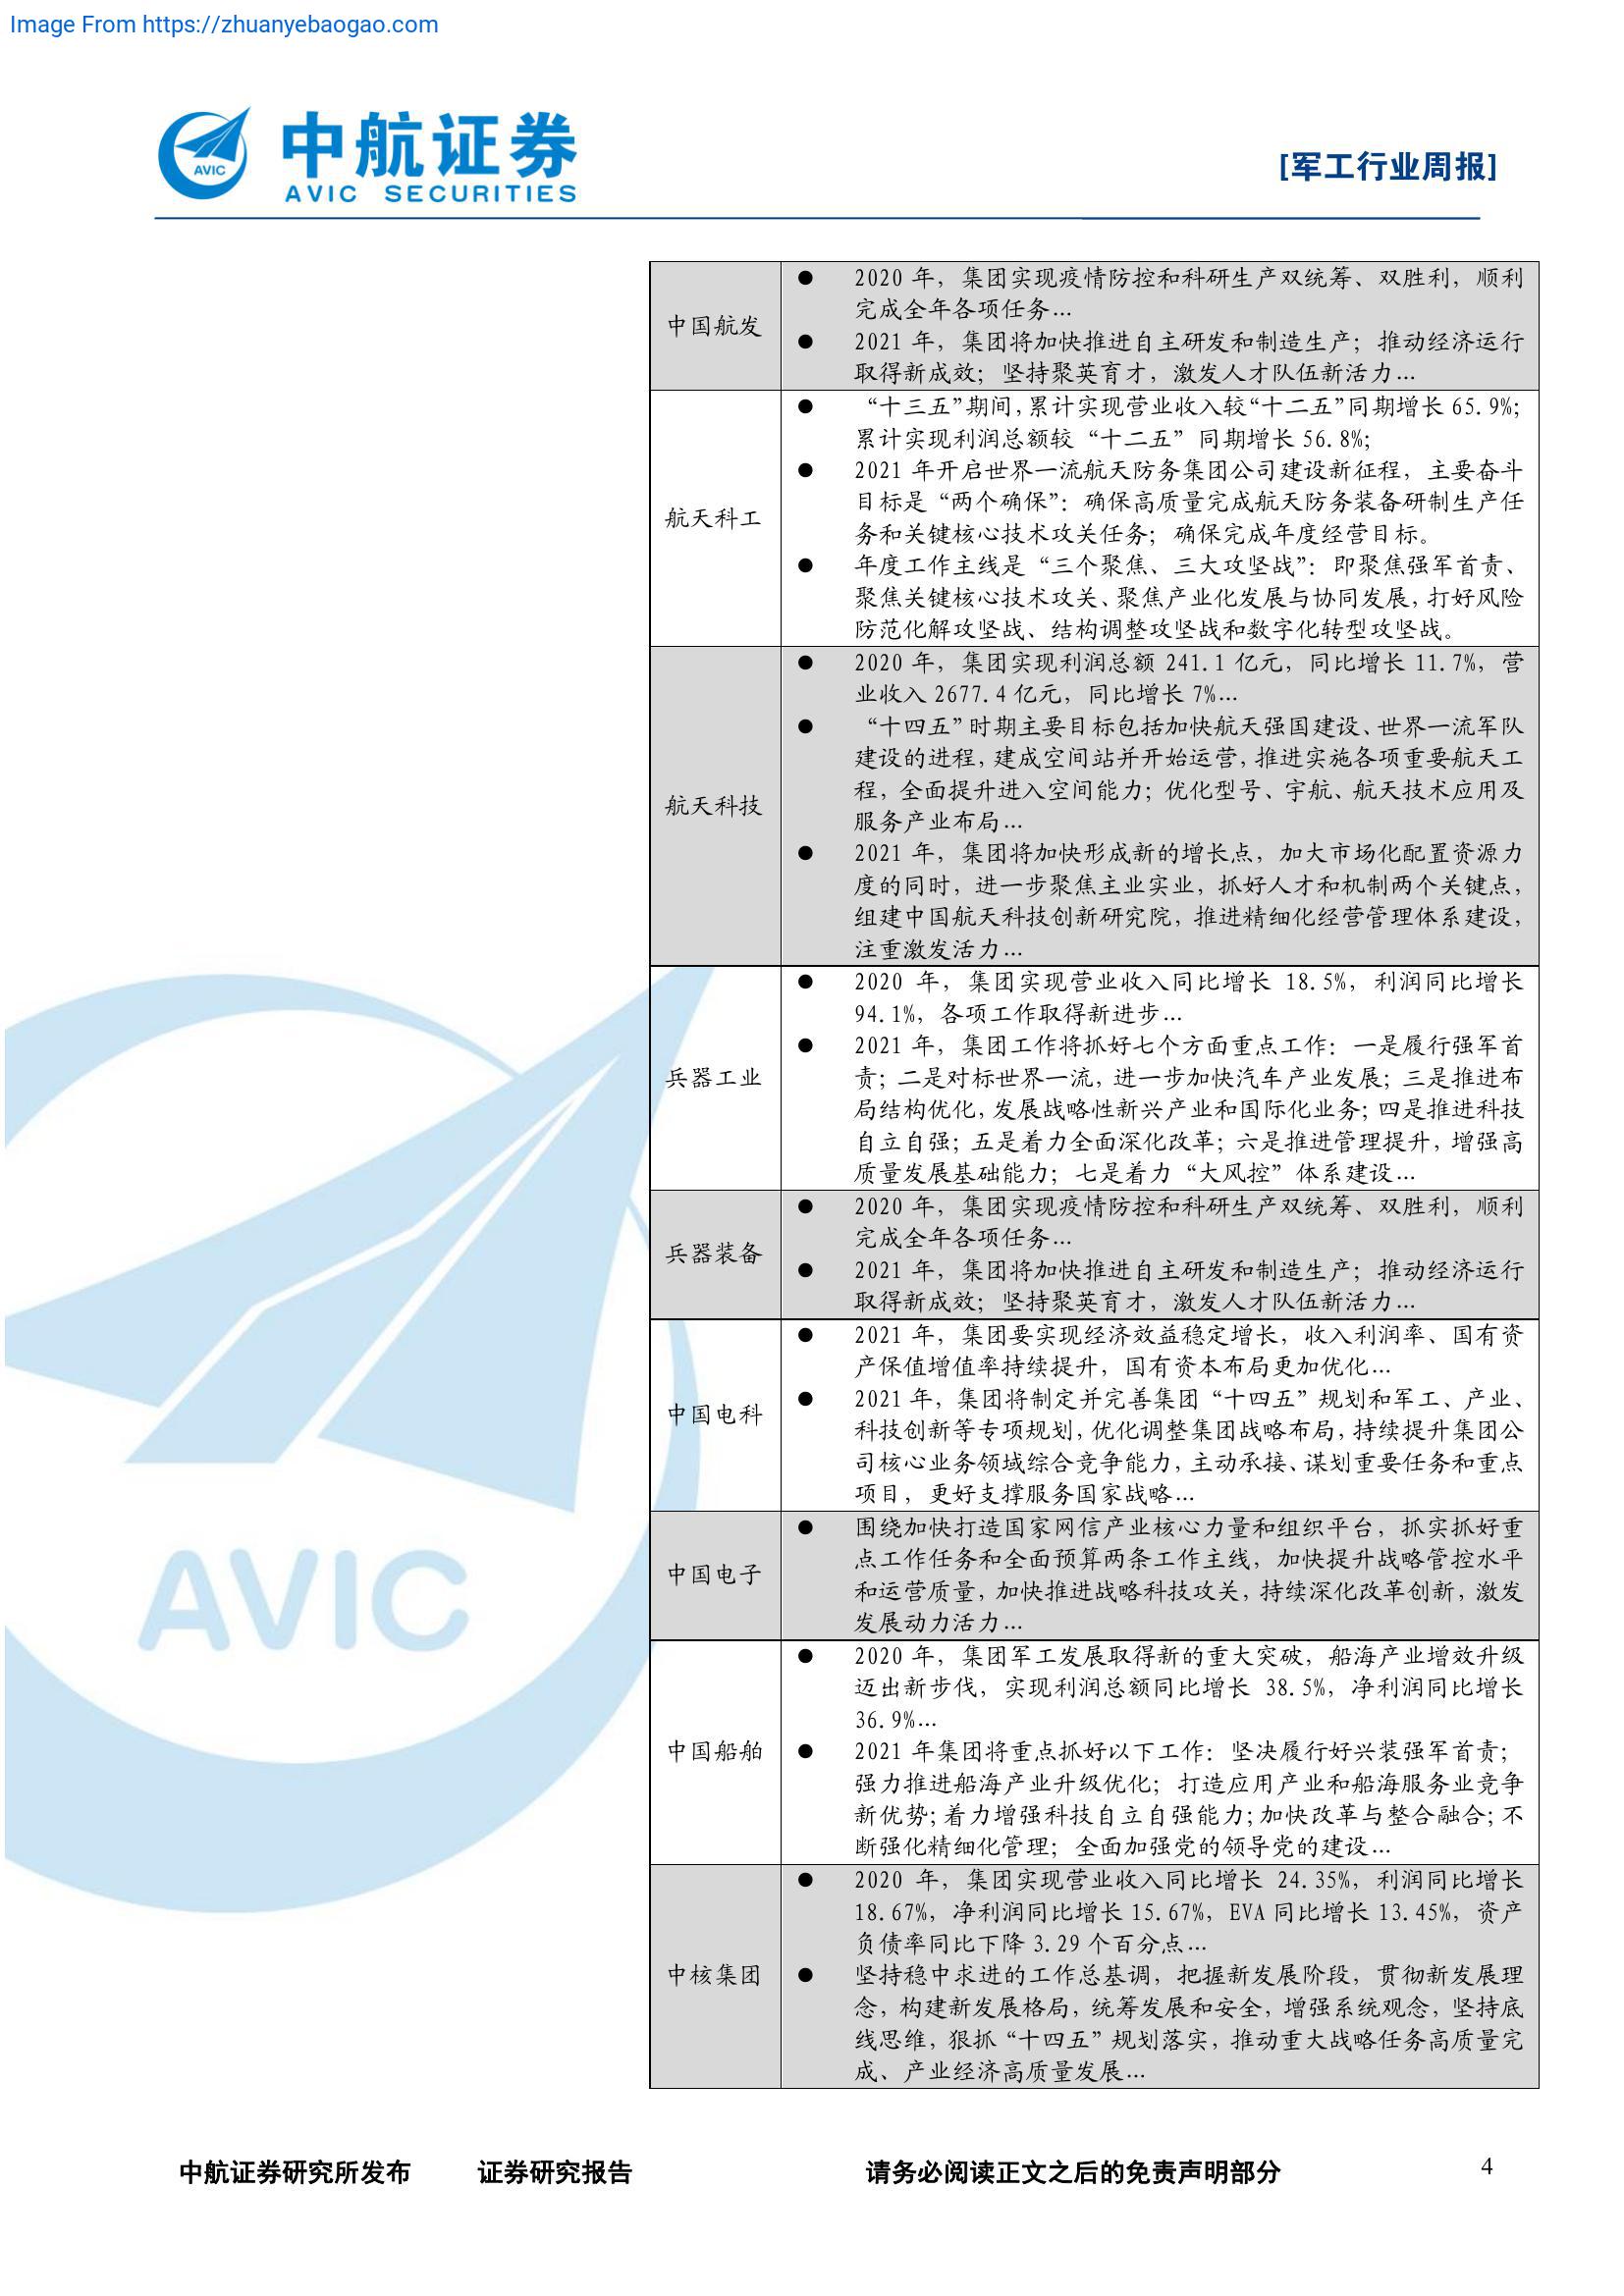 Image From https://zhuanyebaogao.com
AVIC
中航证券
AVIC SECURITIES
[军工行业周报]
中国航发
● 2020 年，集团实现疫情防控和科研生产双统筹、双胜利，顺利
完成全年各项任务…
● 2021 年，集团将加快推进自主研发和制造生产；推动经济运行
取得新成效；坚持聚英育才，激发人才队伍新活力…
航天科工
● “十三五”期间，累计实现营业收入较“十二五”同期增长 65.9%；
累计实现利润总额较“十二五”同期增长 56.8%；
● 2021 年开启世界一流航天防务集团公司建设新征程，主要奋斗
目标是“两个确保”：确保高质量完成航天防务装备研制生产任
务和关键核心技术攻关任务；确保完成年度经营目标。
● 年度工作主线是“三个聚焦、三大攻坚战”：即聚焦强军首责、
聚焦关键核心技术攻关、聚焦产业化发展与协同发展，打好风险
防范化解攻坚战、结构调整攻坚战和数字化转型攻坚战。
航天科技
● 2020 年，集团实现利润总额 241.1 亿元，同比增长 11.7%，营
业收入 2677.4 亿元，同比增长 7%…
● “十四五”时期主要目标包括加快航天强国建设、世界一流军队
建设的进程，建成空间站并开始运营，推进实施各项重要航天工
程，全面提升进入空间能力；优化型号、宇航、航天技术应用及
服务产业布局…
● 2021 年，集团将加快形成新的增长点，加大市场化配置资源力
度的同时，进一步聚焦主业实业，抓好人才和机制两个关键点，
组建中国航天科技创新研究院，推进精细化经营管理体系建设，
注重激发活力…
兵器工业
● 2020 年，集团实现营业收入同比增长 18.5%，利润同比增长
94.1%，各项工作取得新进步…
● 2021 年，集团工作将抓好七个方面重点工作：一是履行强军首
责；二是对标世界一流，进一步加快汽车产业发展；三是推进布
局结构优化，发展战略性新兴产业和国际化业务；四是推进科技
自立自强；五是着力全面深化改革；六是推进管理提升，增强高
质量发展基础能力；七是着力“大风控”体系建设…
兵器装备
● 2020 年，集团实现疫情防控和科研生产双统筹、双胜利，顺利
完成全年各项任务…
● 2021 年，集团将加快推进自主研发和制造生产；推动经济运行
取得新成效；坚持聚英育才，激发人才队伍新活力…
中国电科
● 2021 年，集团要实现经济效益稳定增长，收入利润率、国有资
产保值增值率持续提升，国有资本布局更加优化…
● 2021 年，集团将制定并完善集团“十四五”规划和军工、产业、
科技创新等专项规划，优化调整集团战略布局，持续提升集团公
司核心业务领域综合竞争能力，主动承接、谋划重要任务和重点
项目，更好支撑服务国家战略…
中国电子
● 围绕加快打造国家网信产业核心力量和组织平台，抓实抓好重
点工作任务和全面预算两条工作主线，加快提升战略管控水平
和运营质量，加快推进战略科技攻关，持续深化改革创新，激发
发展动力活力…
中国船舶
● 2020 年，集团军工发展取得新的重大突破，船海产业增效升级
迈出新步伐，实现利润总额同比增长 38.5%，净利润同比增长
36.9%…
● 2021 年集团将重点抓好以下工作：坚决履行好兴装强军首责；
强力推进船海产业升级优化；打造应用产业和船海服务业竞争
新优势；着力增强科技自立自强能力；加快改革与整合融合；不
断强化精细化管理；全面加强党的领导党的建设…
中核集团
● 2020 年，集团实现营业收入同比增长 24.35%，利润同比增长
18.67%，净利润同比增长 15.67%，EVA 同比增长 13.45%，资产
负债率同比下降 3.29 个百分点…
● 坚持稳中求进的工作总基调，把握新发展阶段，贯彻新发展理
念，构建新发展格局，统筹发展和安全，增强系统观念，坚持底
线思维，狠抓“十四五”规划落实，推动重大战略任务高质量完
成、产业经济高质量发展…
AVIC
中航证券研究所发布 证券研究报告 请务必阅读正文之后的免责声明部分 4